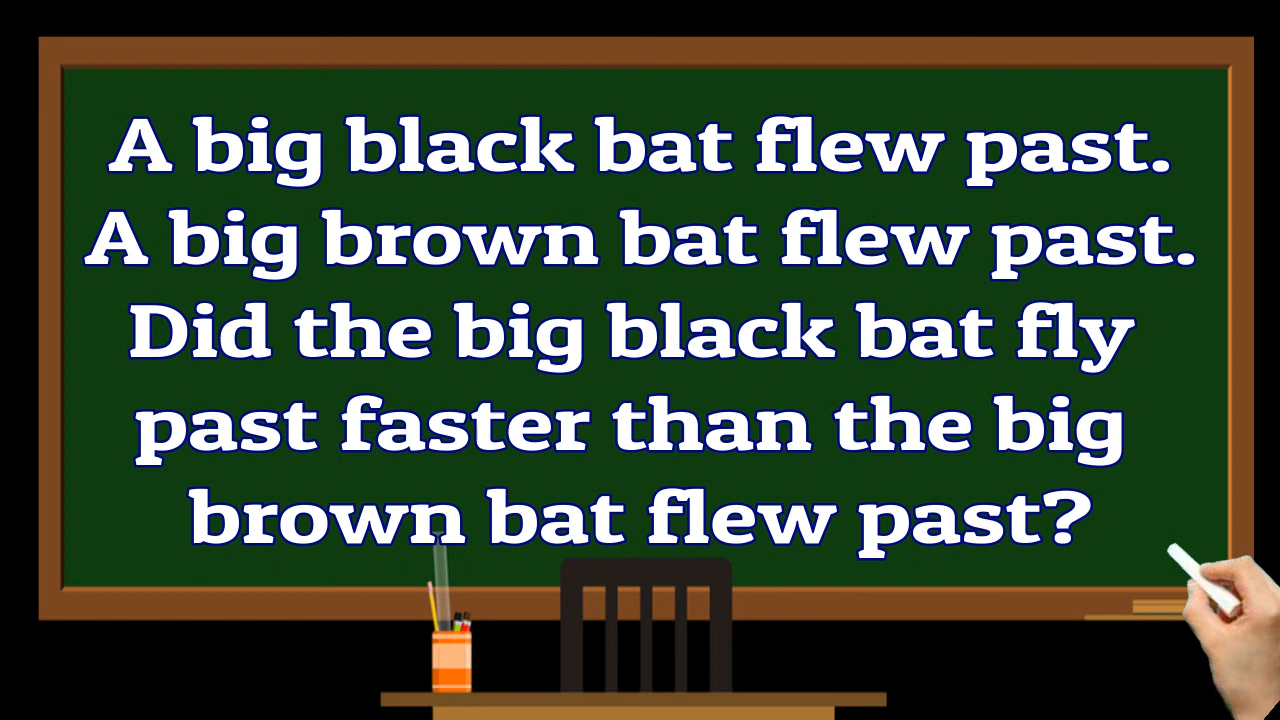 A big black bat flew past.
A big brown bat flew past.
Did the big black bat fly
past faster than the big
brown bat flew past?